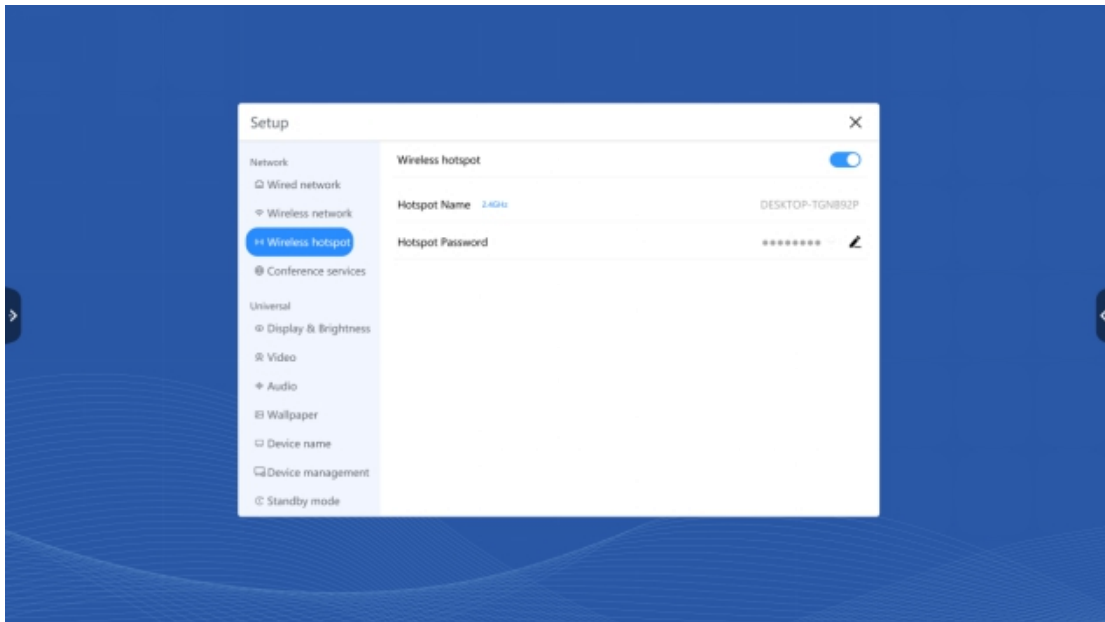 Setup
Network
Wired network
Wireless network
Wireless hotspot
Conference services
Universal
Display & Brightness
Video
Audio
Wallpaper
Device name
Device management
Standby mode
Wireless hotspot
Hotspot Name 2.4GHz DESKTOP-TGN892P
Hotspot Password ********